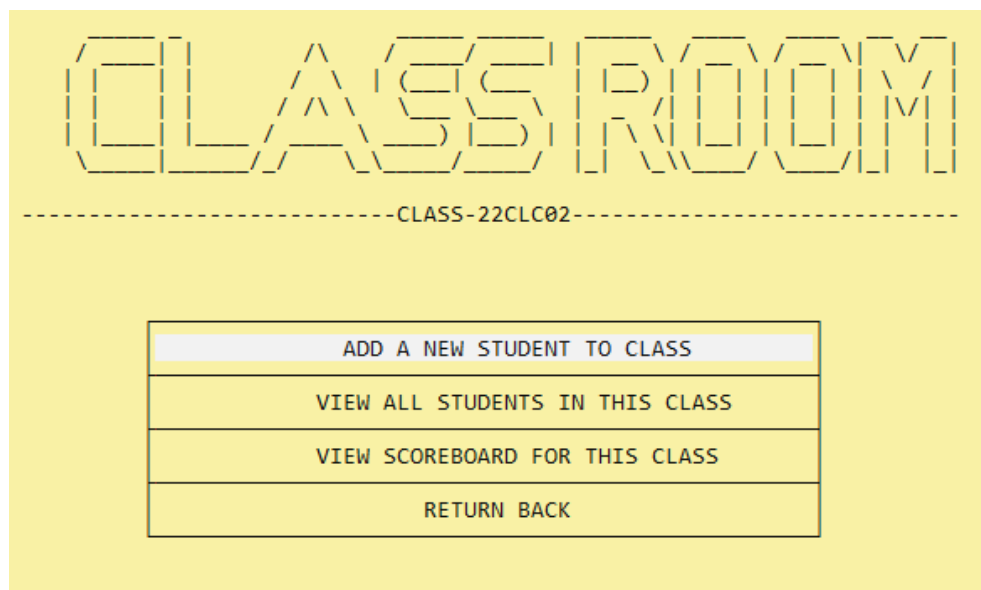 CLASSROOM
CLASS-22CLC02
ADD A NEW STUDENT TO CLASS
VIEW ALL STUDENTS IN THIS CLASS
VIEW SCOREBOARD FOR THIS CLASS
RETURN BACK